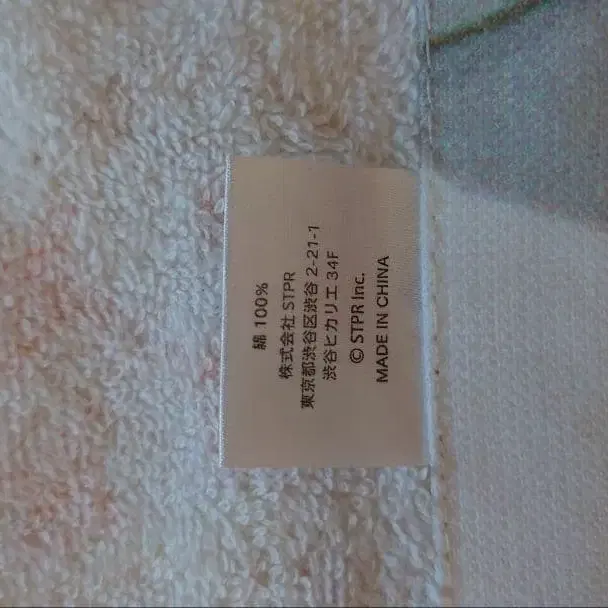 綿 100%
株式会社 STPR
東京都渋谷区渋谷 2-21-1
渋谷ヒカリエ 34F
© STPR Inc.
MADE IN CHINA